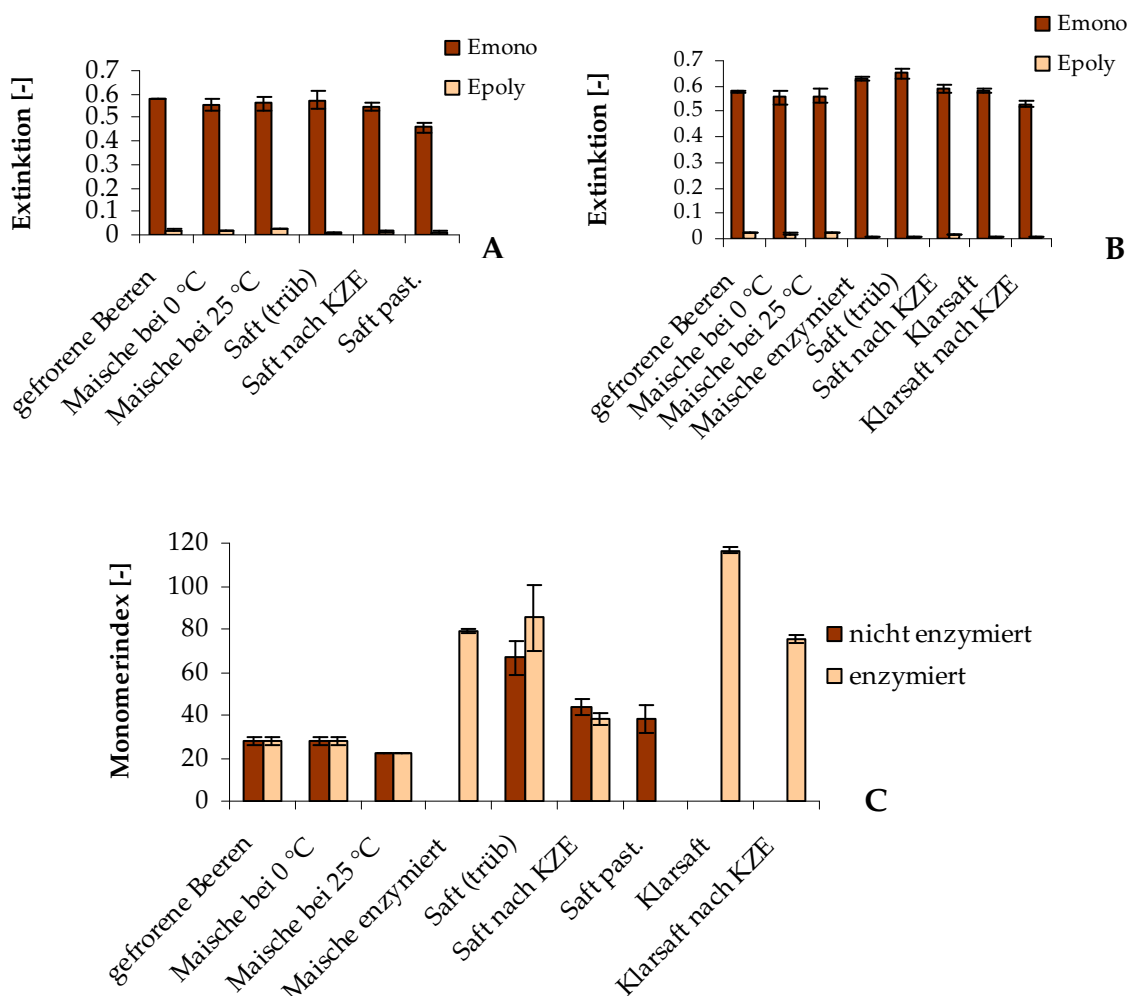 Emono
Epoly
Extinktion [-]
0.7
0.6
0.5
0.4
0.3
0.2
0.1
0
gefrorene Beeren
Maische bei 0 °C
Maische bei 25 °C
Saft (trüb)
Saft nach KZE
Saft past.
A
Emono
Epoly
Extinktion [-]
0.7
0.6
0.5
0.4
0.3
0.2
0.1
0
gefrorene Beeren
Maische bei 0 °C
Maische bei 25 °C
Maische enzymiert
Saft (trüb)
Saft nach KZE
Klarsaft
Klarsaft nach KZE
B
Monomerindex [-]
120
100
80
60
40
20
0
gefrorene Beeren
Maische bei 0 °C
Maische bei 25 °C
Maische enzymiert
Saft (trüb)
Saft nach KZE
Saft past.
Klarsaft
Klarsaft nach KZE
nicht enzymiert
enzymiert
C